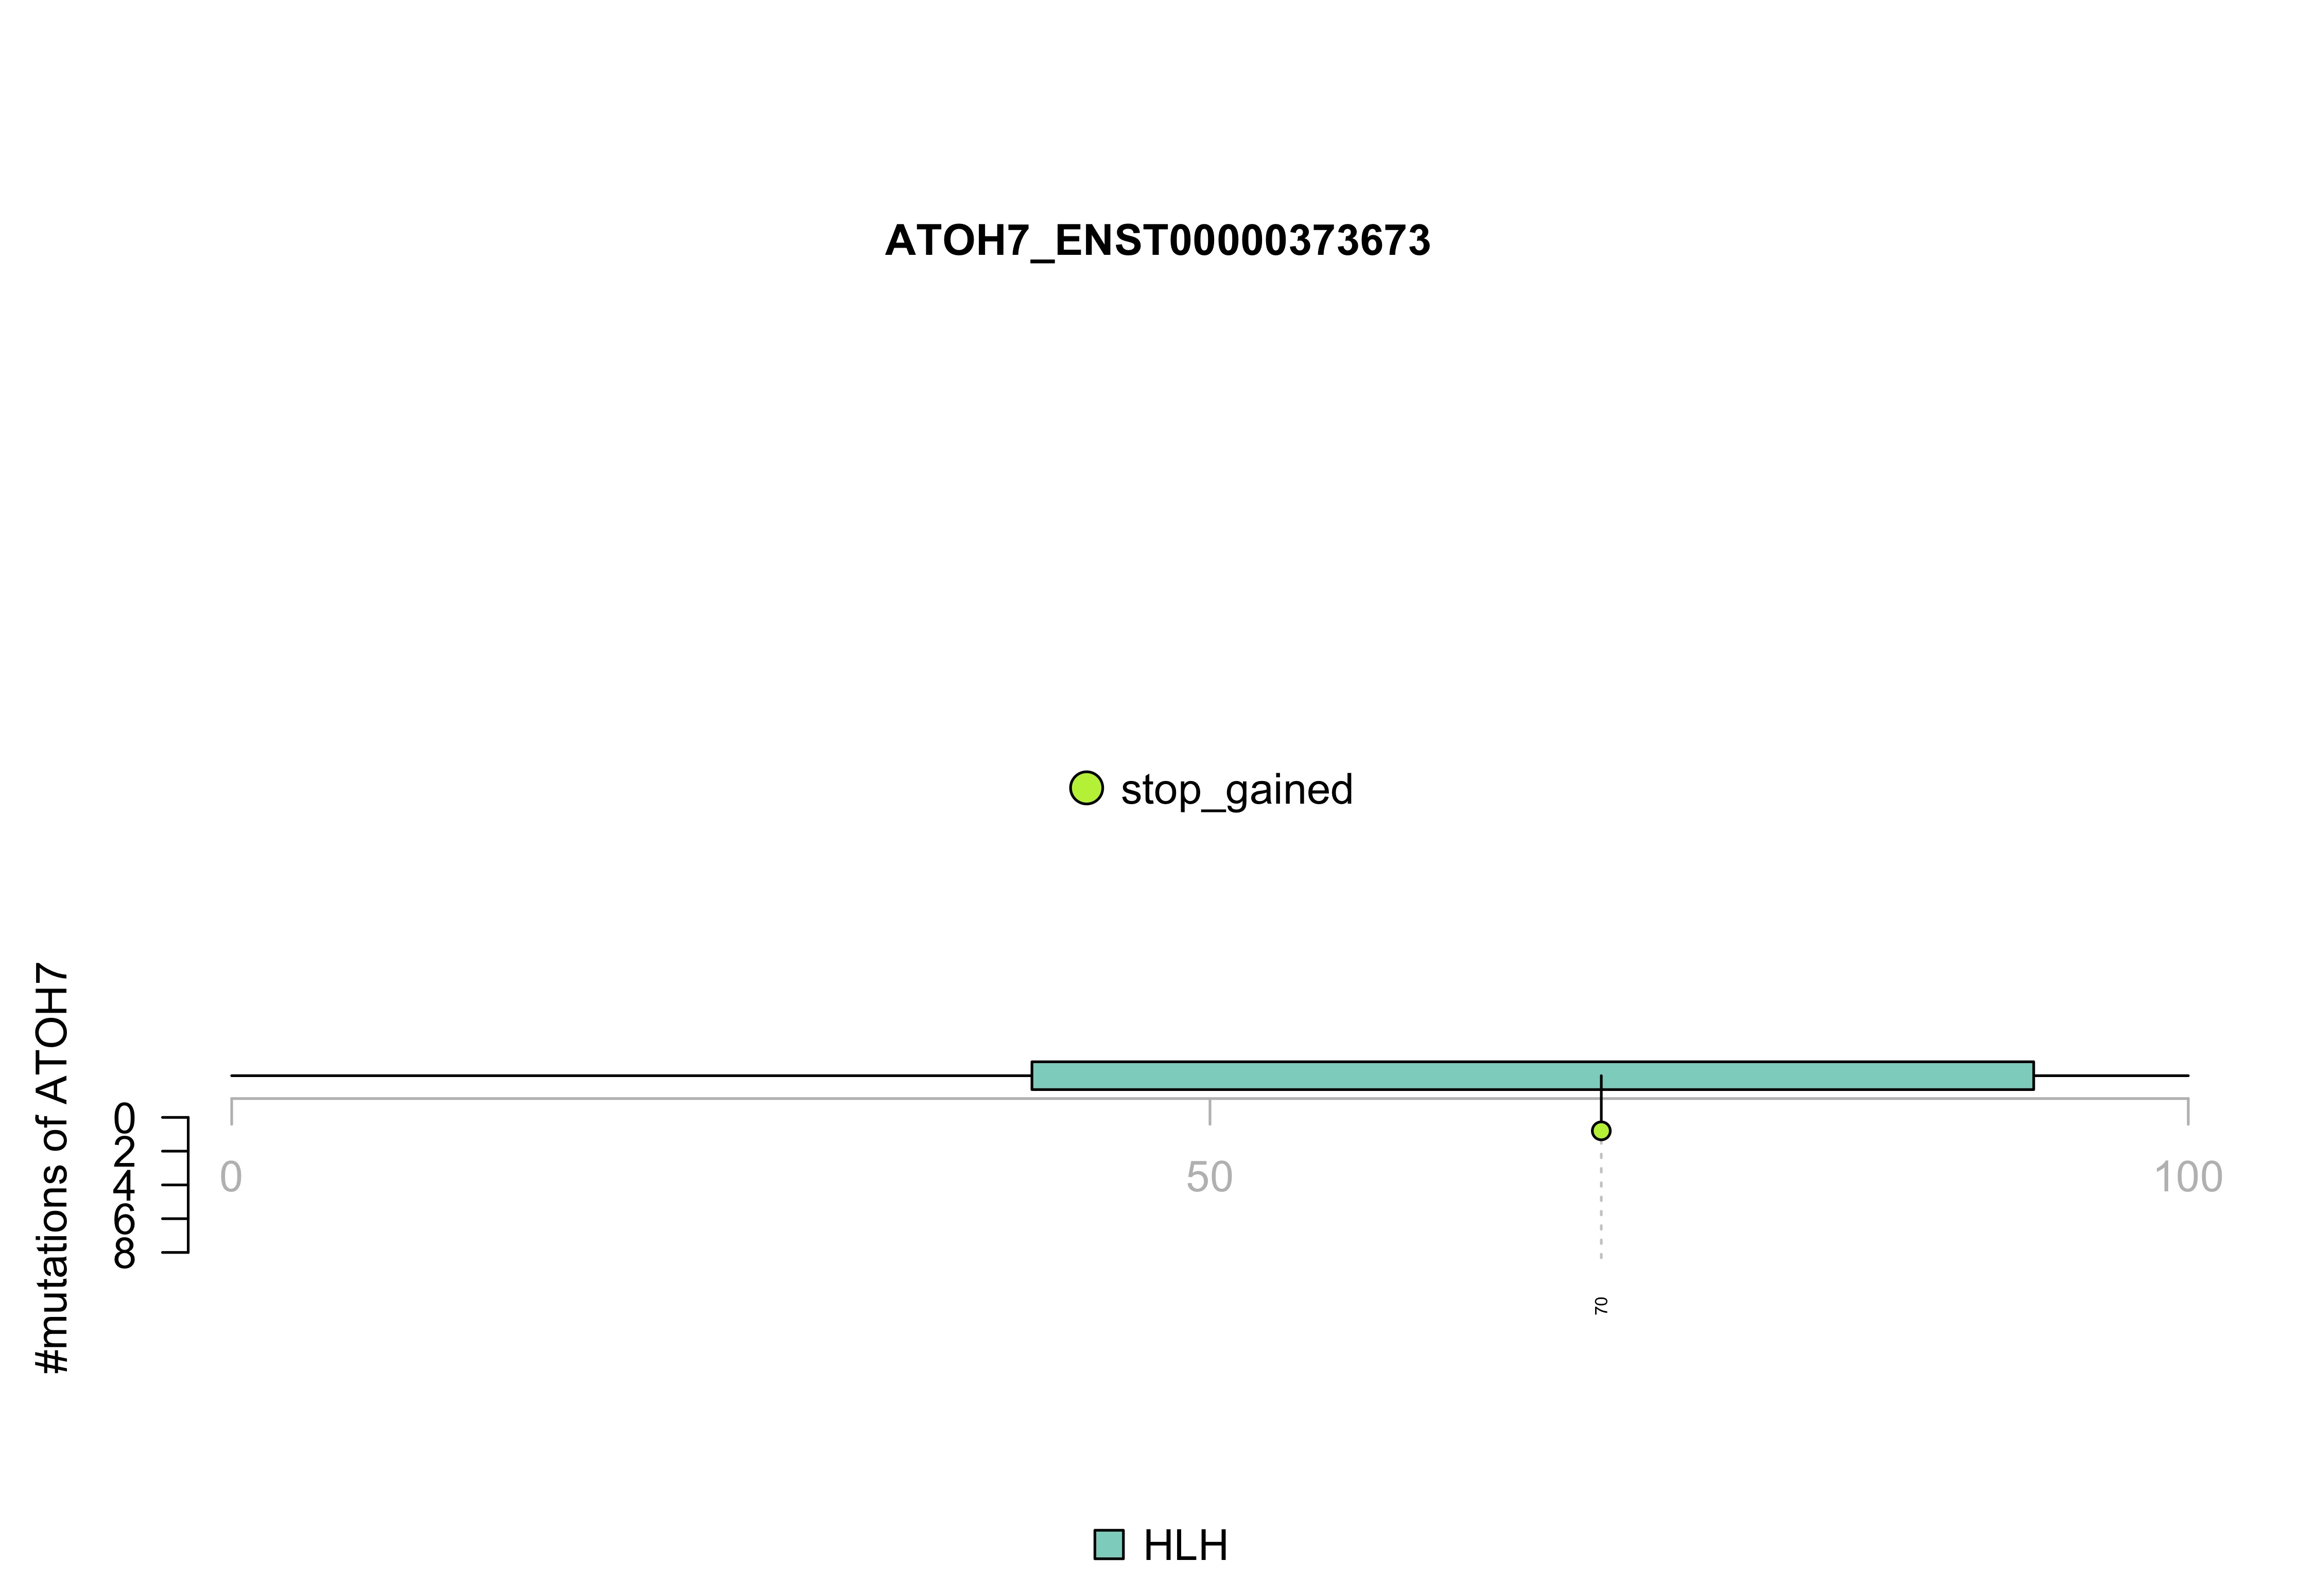 ATOH7_ENST00000373673
stop_gained
#mutations of ATOH7
0
2
4
6
8
0 50 100
70
HLH